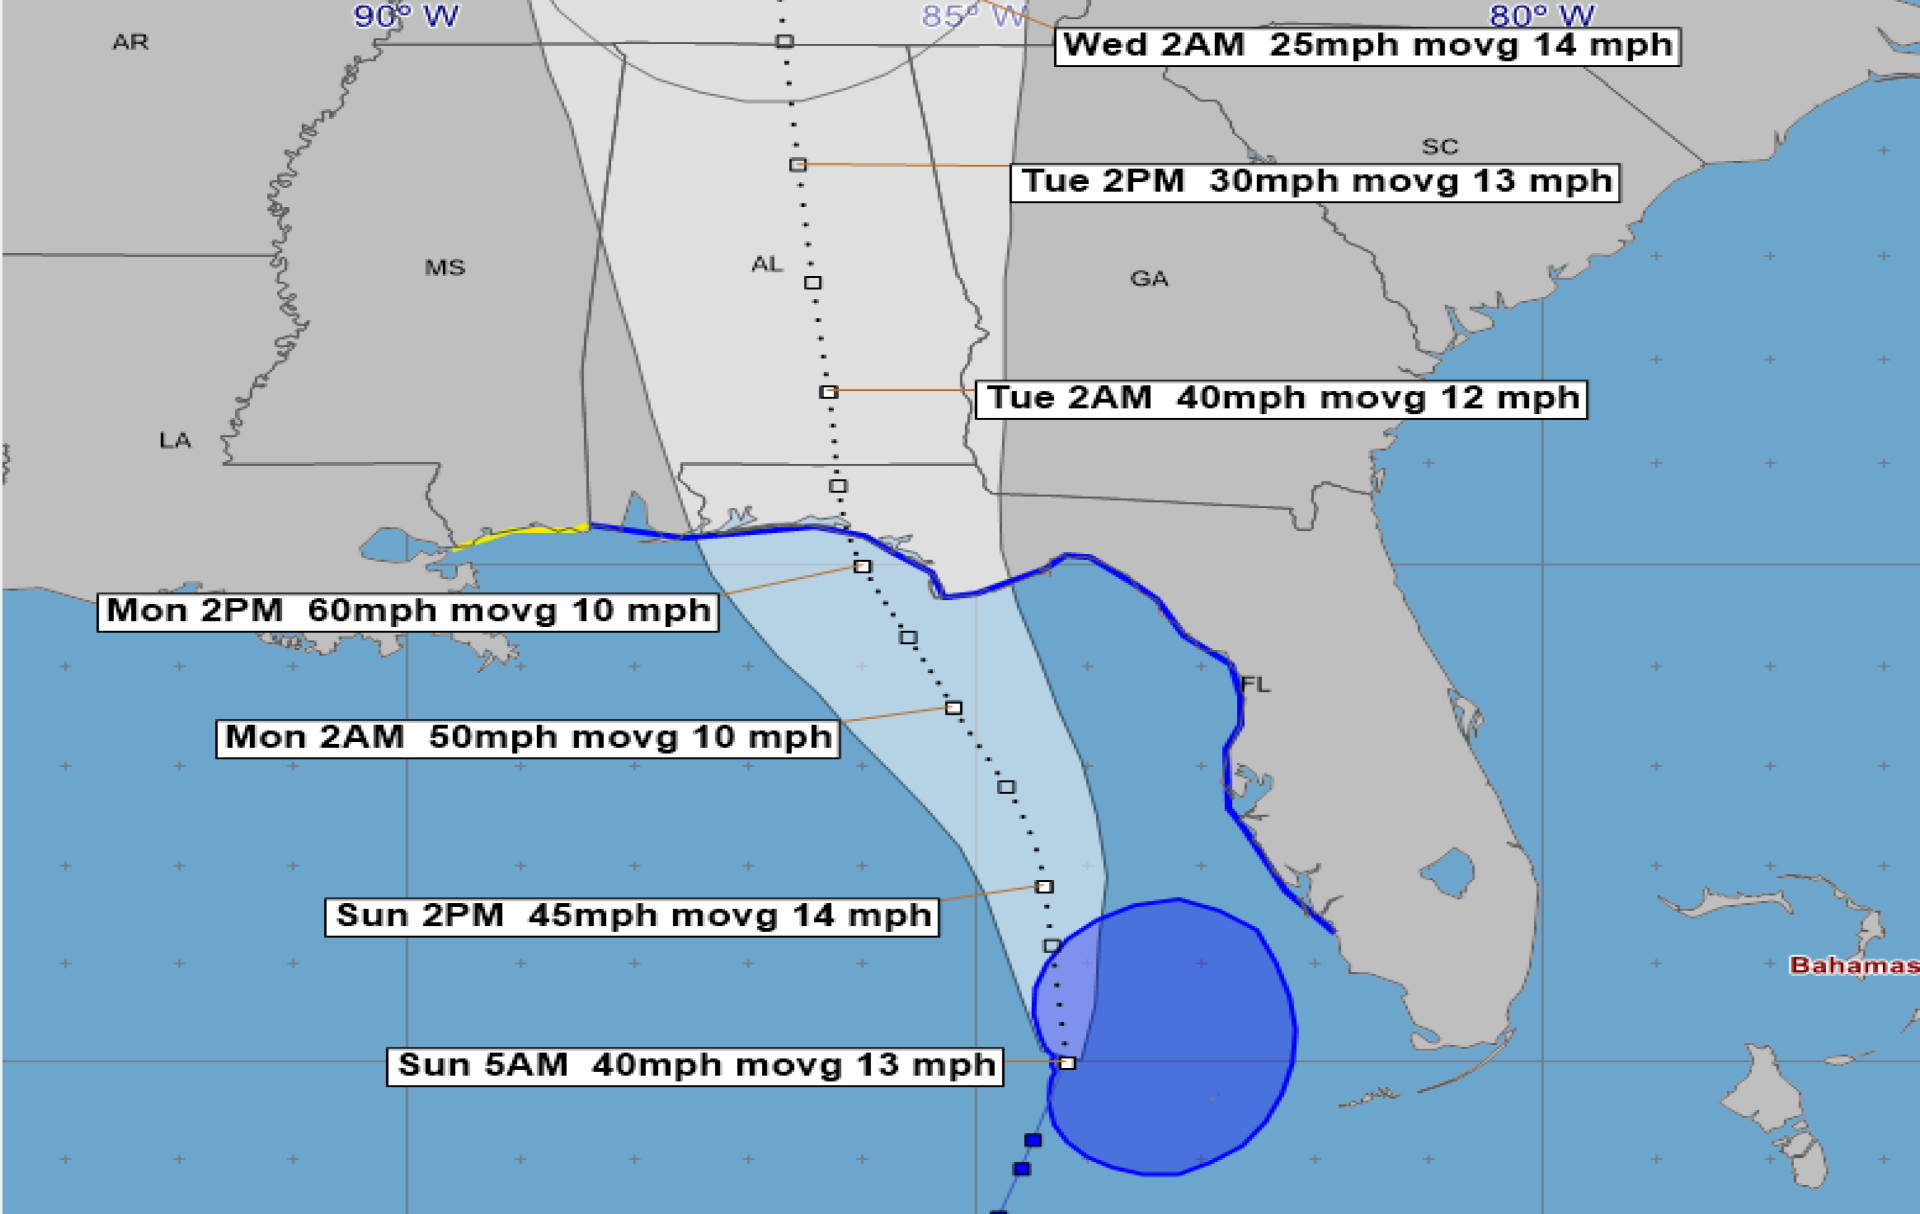 90° W
85° W
80° W
AR
Wed 2AM  25mph movg 14 mph
SC
Tue 2PM  30mph movg 13 mph
MS
AL
GA
Tue 2AM  40mph movg 12 mph
LA
Mon 2PM  60mph movg 10 mph
FL
Mon 2AM  50mph movg 10 mph
Sun 2PM  45mph movg 14 mph
Bahamas
Sun 5AM  40mph movg 13 mph